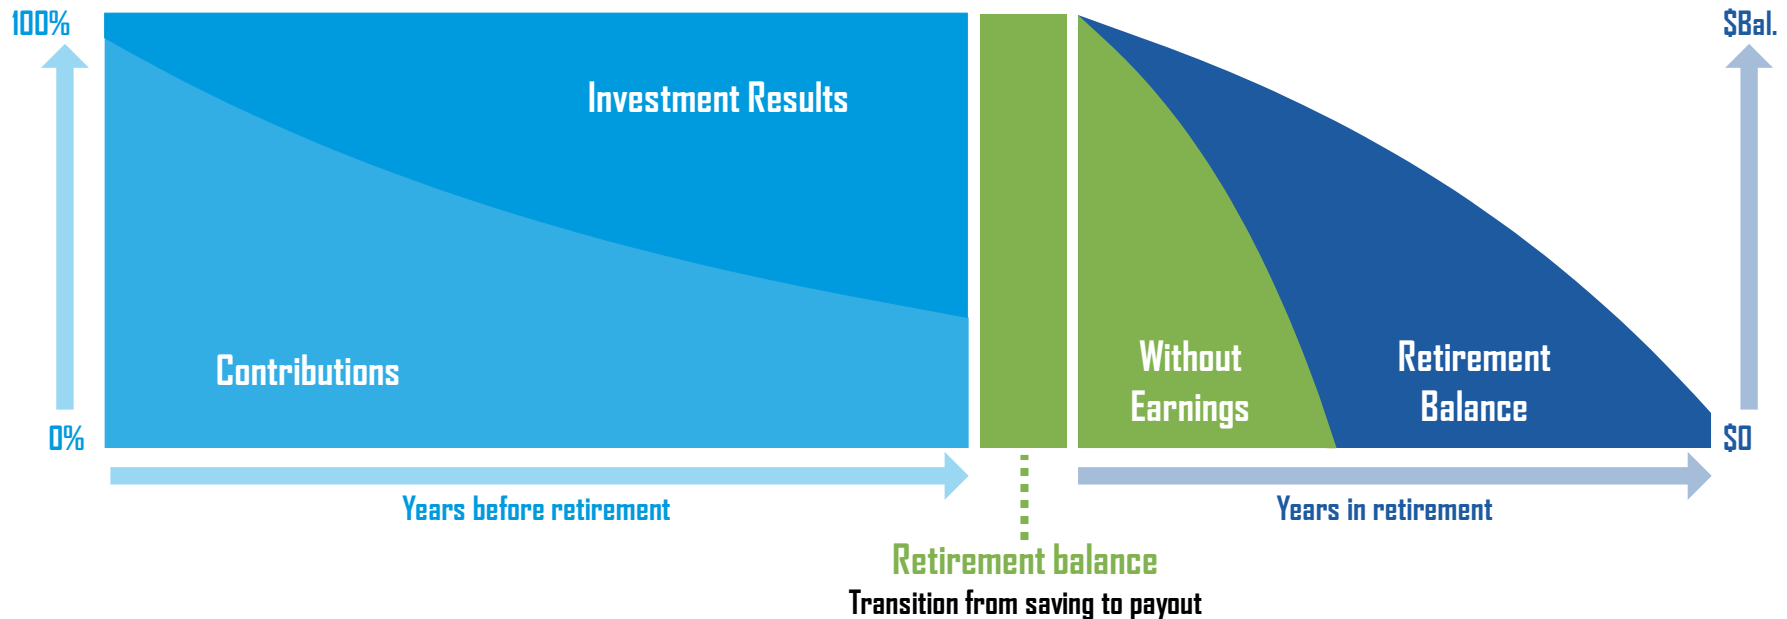 100%
$Bal.
Investment Results
Contributions
Without
Earnings
Retirement
Balance
0%
$0
Years before retirement
Years in retirement
Retirement balance
Transition from saving to payout